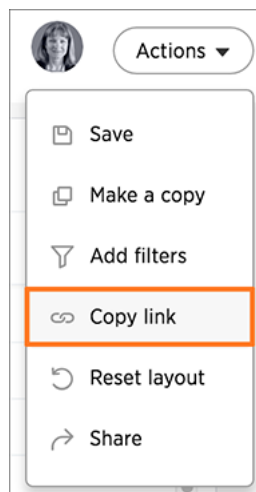 Actions
Save
Make a copy
Add filters
Copy link
Reset layout
Share